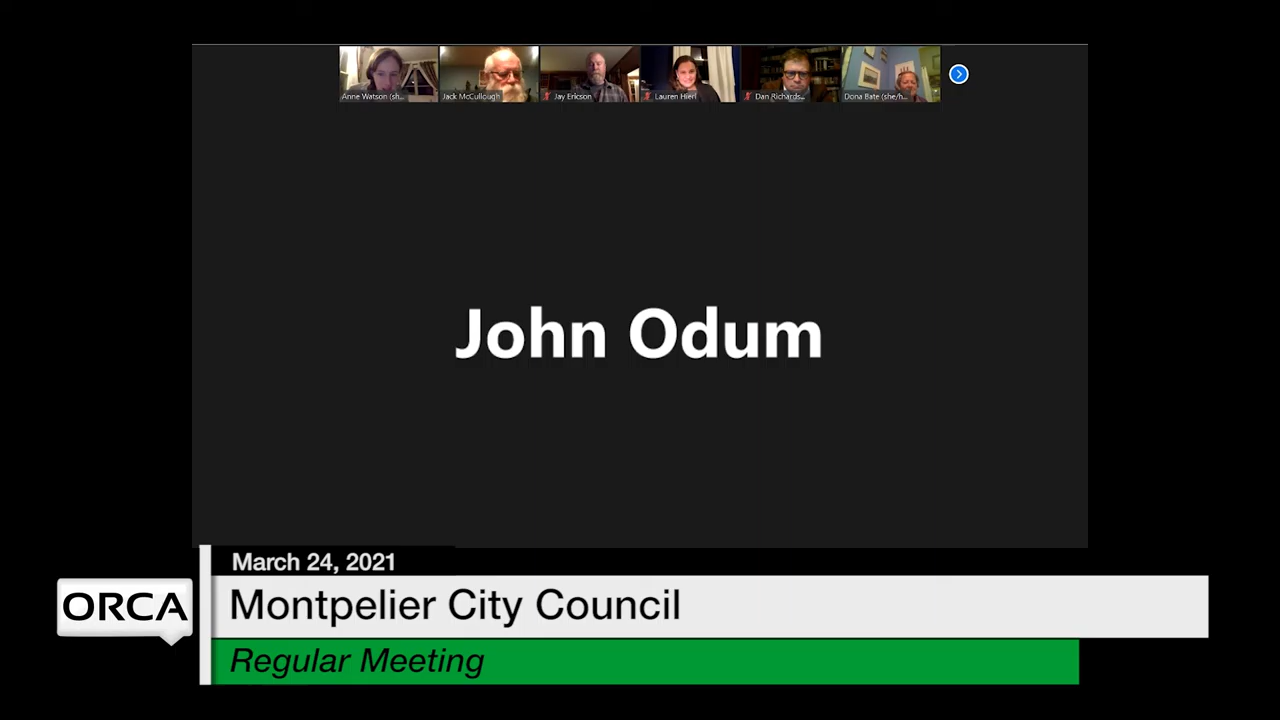 Anne Watson (sh...
Jack McCullough
Jay Ericson
Lauren Hierl
Dan Richards...
Dona Bate (she/h...
John Odum
March 24, 2021
ORCA
Montpelier City Council
Regular Meeting